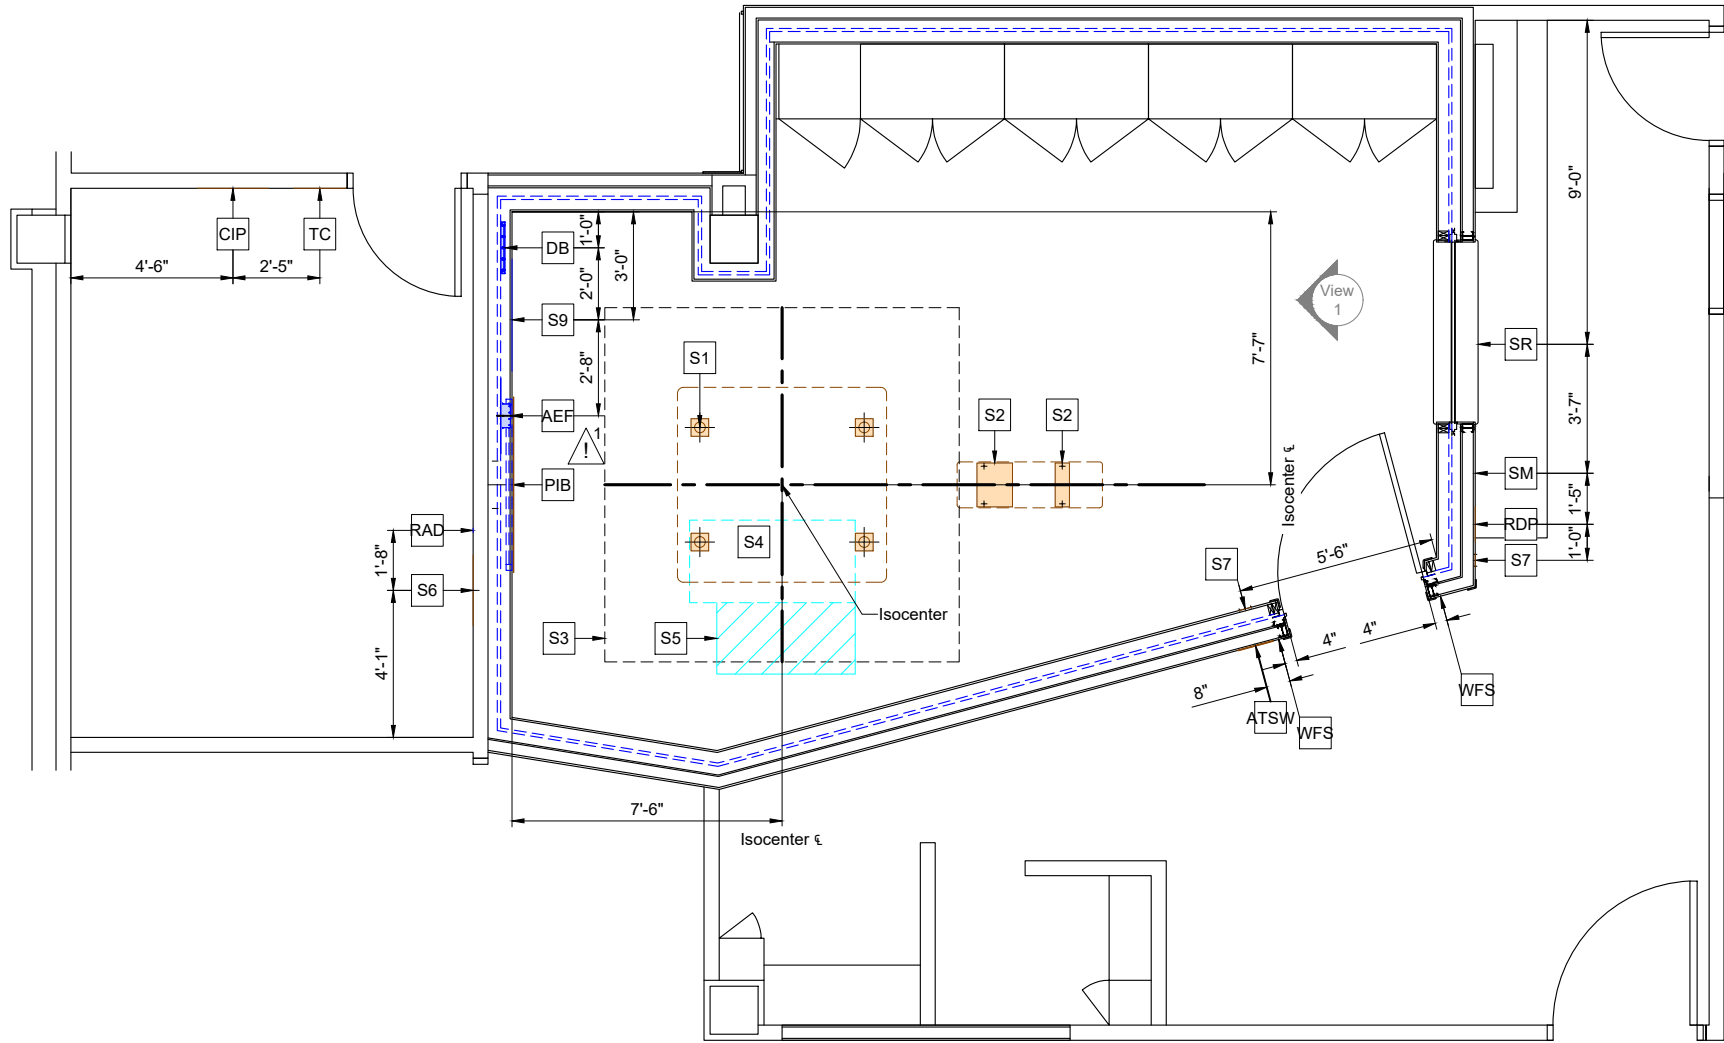 9'-0"
CIP
TC
4'-6"
2'-5"
DB
1'-0"
2'-0"
3'-0"
S9
2'-8"
S1
AEF
1
!
PIB
S2
S2
View
1
7'-7"
SR
3'-7"
SM
1'-5"
RDP
1'-0"
S7
RAD
1'-8"
S6
4'-1"
S4
S3
S5
Isocenter
Isocenter ℄
S7
5'-6"
4"
4"
8"
ATSW
WFS
WFS
7'-6"
Isocenter ℄